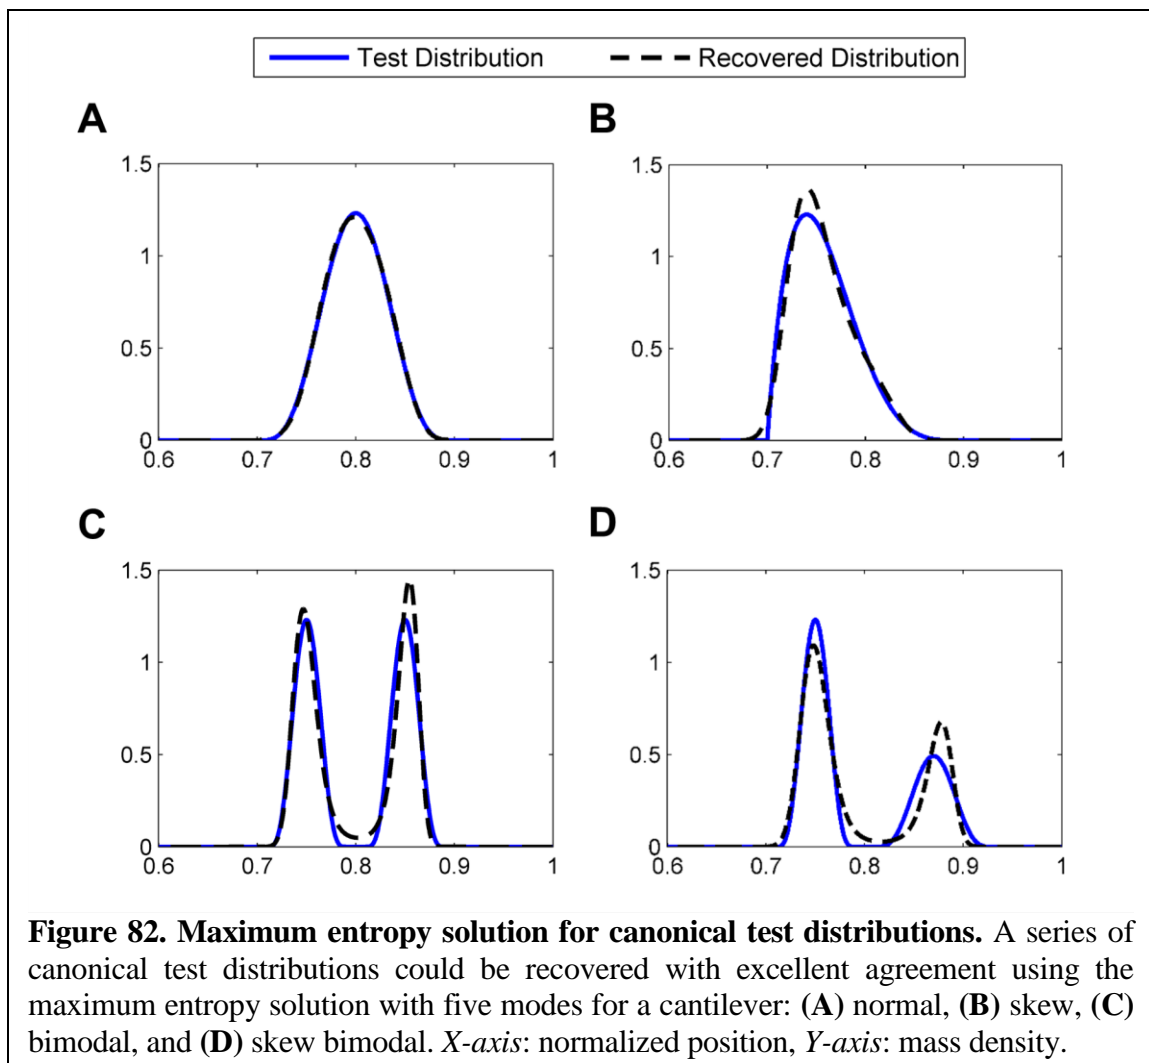 Test Distribution Recovered Distribution
A B
1.5 1.5
1 1
0.5 0.5
0 0
0.6 0.7 0.8 0.9 1 0.6 0.7 0.8 0.9 1
C D
1.5 1.5
1 1
0.5 0.5
0 0
0.6 0.7 0.8 0.9 1 0.6 0.7 0.8 0.9 1
Figure 82. Maximum entropy solution for canonical test distributions. A series of
canonical test distributions could be recovered with excellent agreement using the
maximum entropy solution with five modes for a cantilever: (A) normal, (B) skew, (C)
bimodal, and (D) skew bimodal. X-axis: normalized position, Y-axis: mass density.